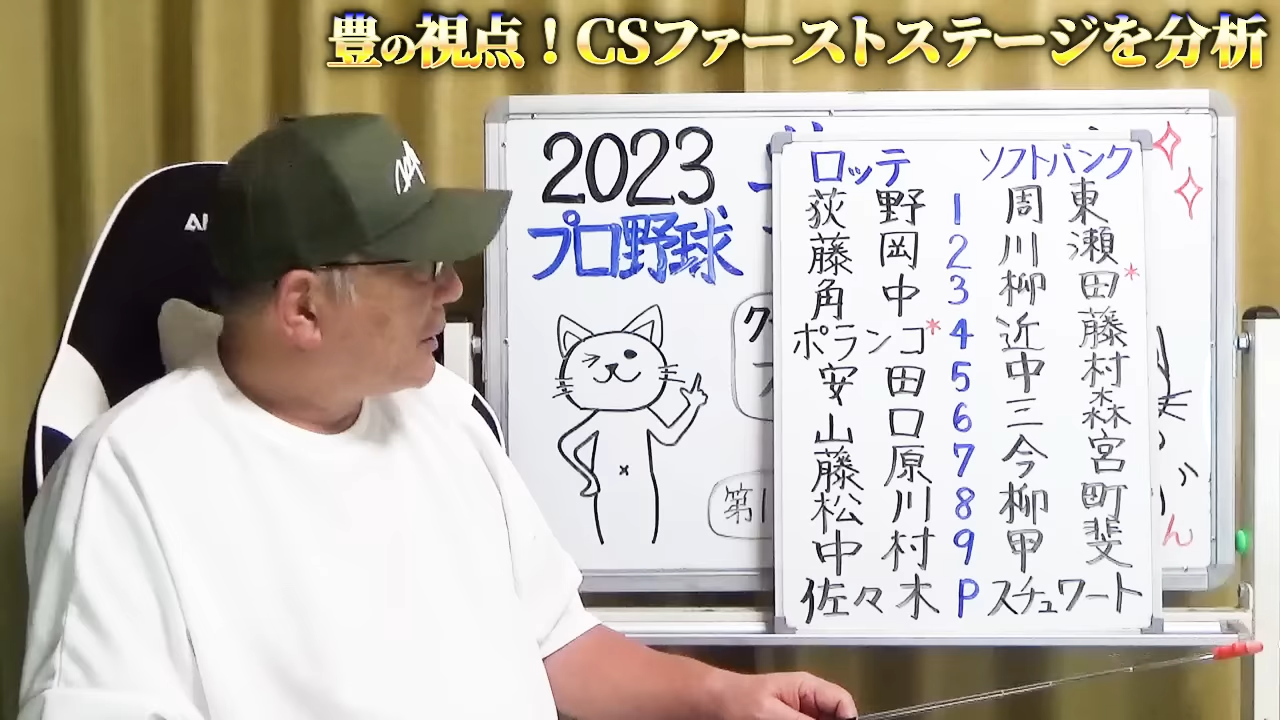 豊の視点！CSファーストステージを分析
2023
プロ野球
第1
ロッテ ソフトバンク
荻野 1 周東
藤岡 2 川瀬
角中 3 柳田*
ポランコ* 4 近藤
安田 5 中村
山口 6 三森
藤原 7 今宮
松川 8 柳町
中村 9 甲斐
佐々木 P スチュワート
ん